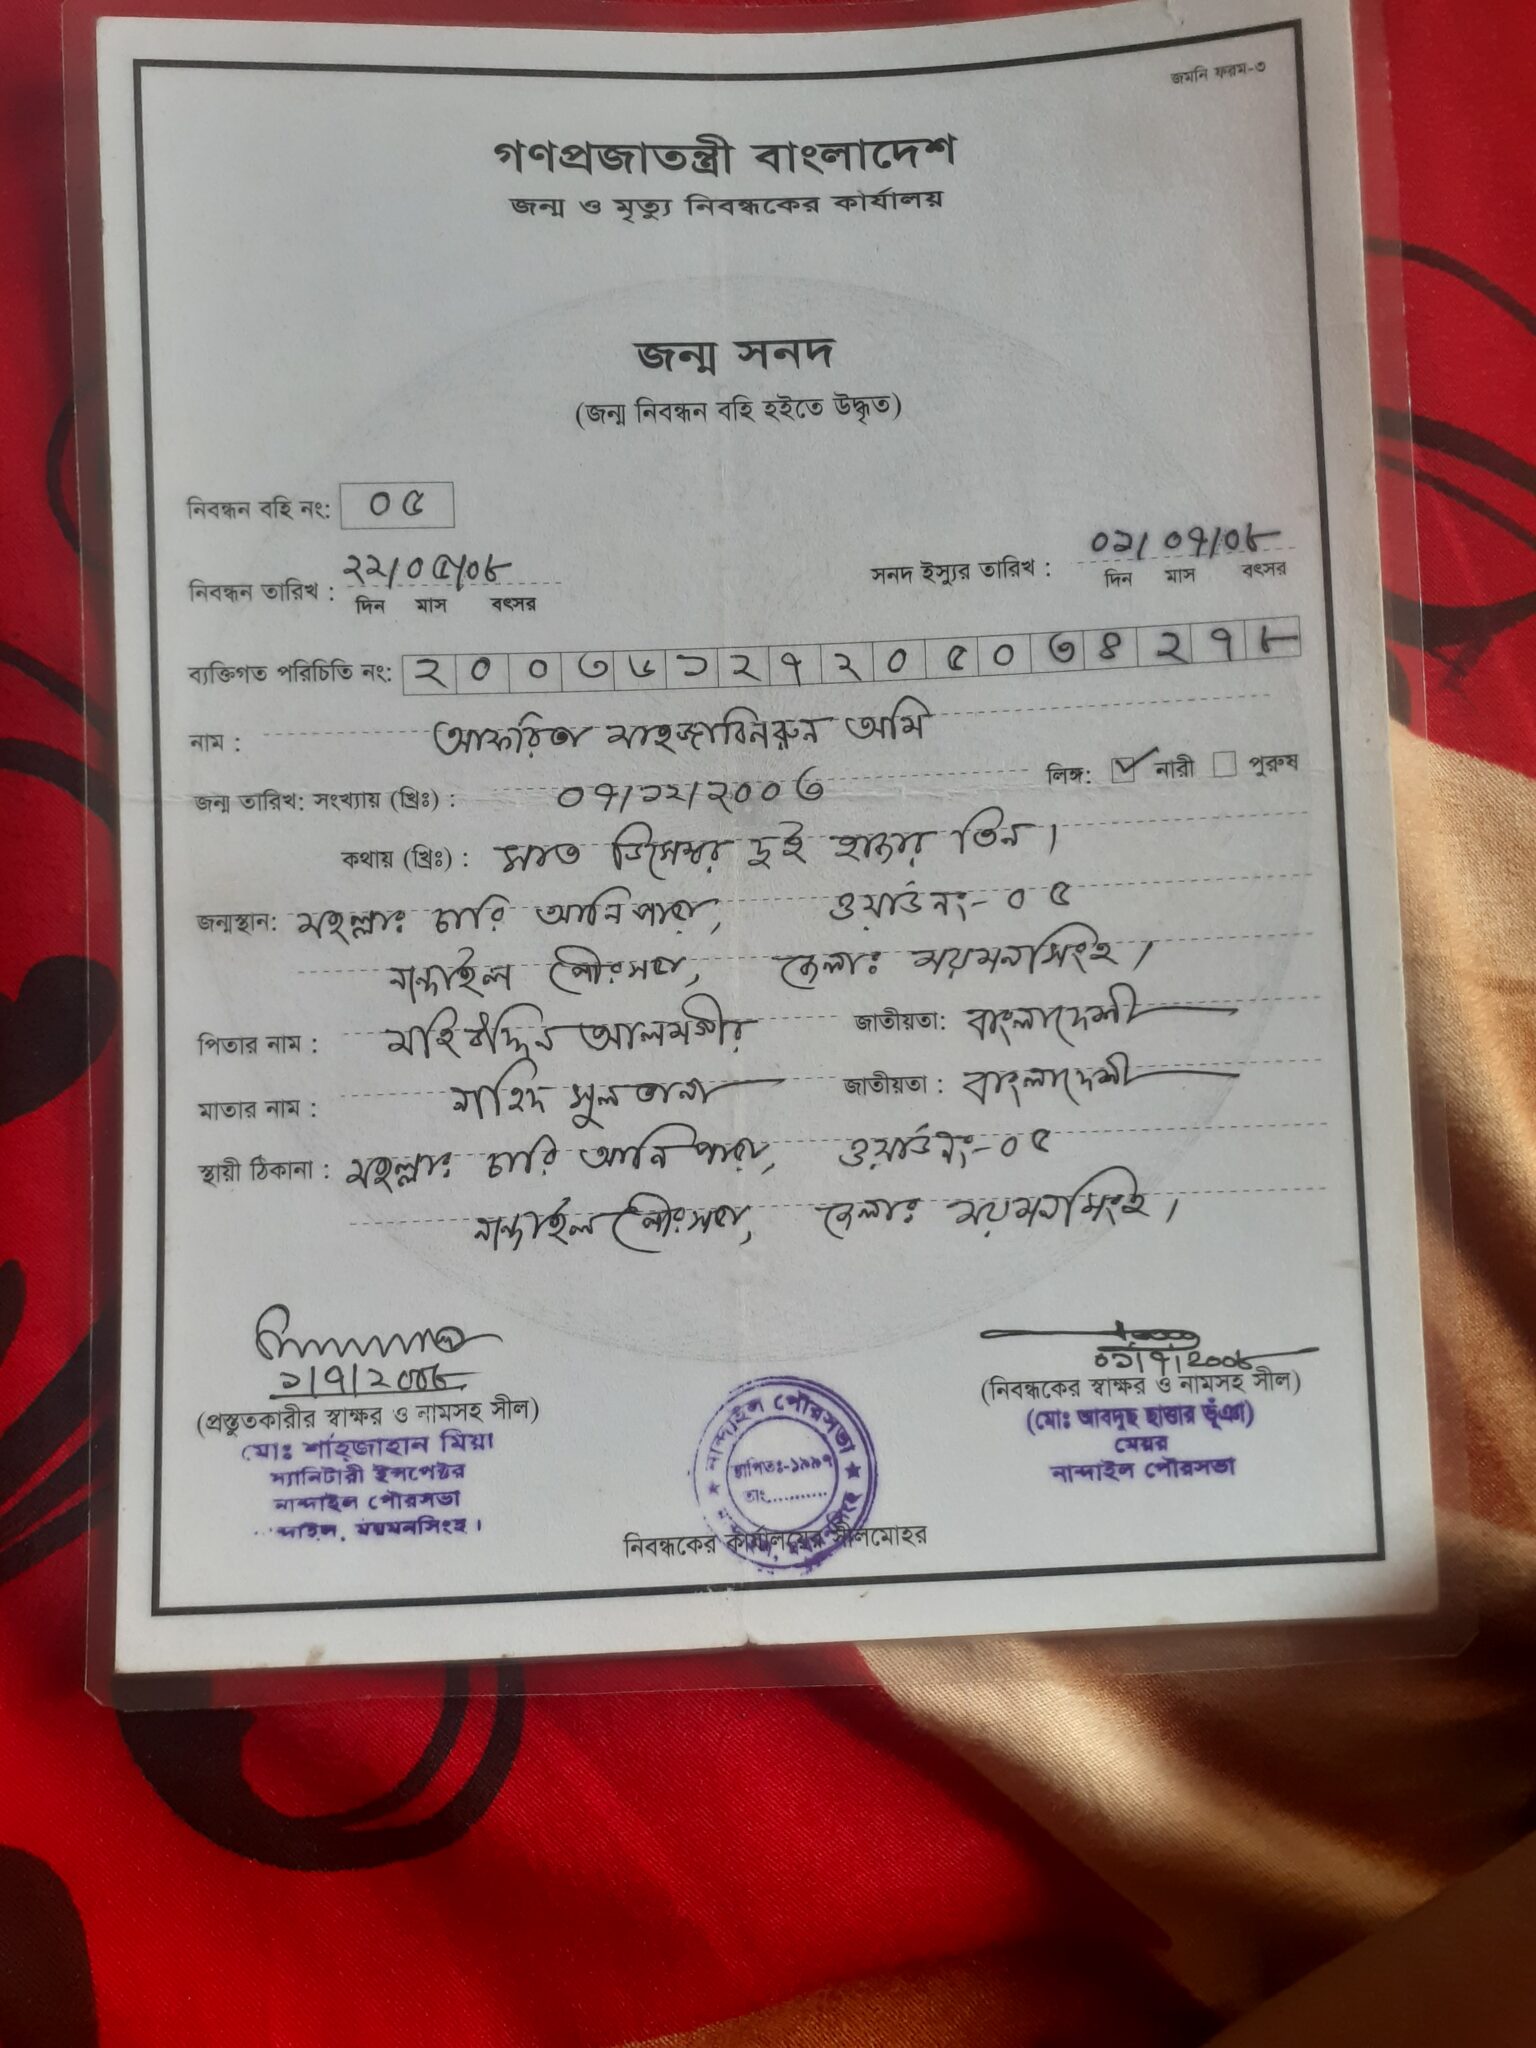 জমনি ফরম-৩
গণপ্রজাতন্ত্রী বাংলাদেশ
জন্ম ও মৃত্যু নিবন্ধকের কার্যালয়
জন্ম সনদ
(জন্ম নিবন্ধন বহি হইতে উদ্ধৃত)
নিবন্ধন বহি নং: ০৫
নিবন্ধন তারিখ : ২২/০৫/০৮ সনদ ইস্যুর তারিখ : ০১/০৭/০৮
দিন মাস বৎসর দিন মাস বৎসর
ব্যক্তিগত পরিচিতি নং: ২০০৩৬১২৭২০৫০৩৪২৭৮
নাম : আফরিতা মাহজাবিনরুন অমি
জন্ম তারিখ: সংখ্যায় (খ্রিঃ) : ০৭/১২/২০০৩ লিঙ্গ: ✓ নারী পুরুষ
কথায় (খ্রিঃ) : সাত ডিসেম্বর দুই হাজার তিন।
জন্মস্থান: মহল্লাঃ চারি আনিপাড়া, ওয়ার্ড নং- ০৫
নান্দাইল পৌরসভা, জেলাঃ ময়মনসিংহ।
পিতার নাম : মহিউদ্দিন আলমগীর জাতীয়তা: বাংলাদেশী
মাতার নাম : নাহিদ সুলতানা জাতীয়তা : বাংলাদেশী
স্থায়ী ঠিকানা : মহল্লাঃ চারি আনিপাড়া, ওয়ার্ড নং- ০৫
নান্দাইল পৌরসভা, জেলাঃ ময়মনসিংহ।
১/৭/২০০৮ ০১/৭/২০০৮
(প্রস্তুতকারীর স্বাক্ষর ও নামসহ সীল) (নিবন্ধকের স্বাক্ষর ও নামসহ সীল)
মোঃ শাহজাহান মিয়া
স্যানিটারী ইন্সপেক্টর
নান্দাইল পৌরসভা
ময়মনসিংহ।
(মোঃ আবদুছ ছাত্তার ভূঁঞা)
মেয়র
নান্দাইল পৌরসভা
নান্দাইল পৌরসভা
স্থাপিতঃ-১৯৯৭
তাং...........
নিবন্ধকের কার্যালয়ের সীলমোহর